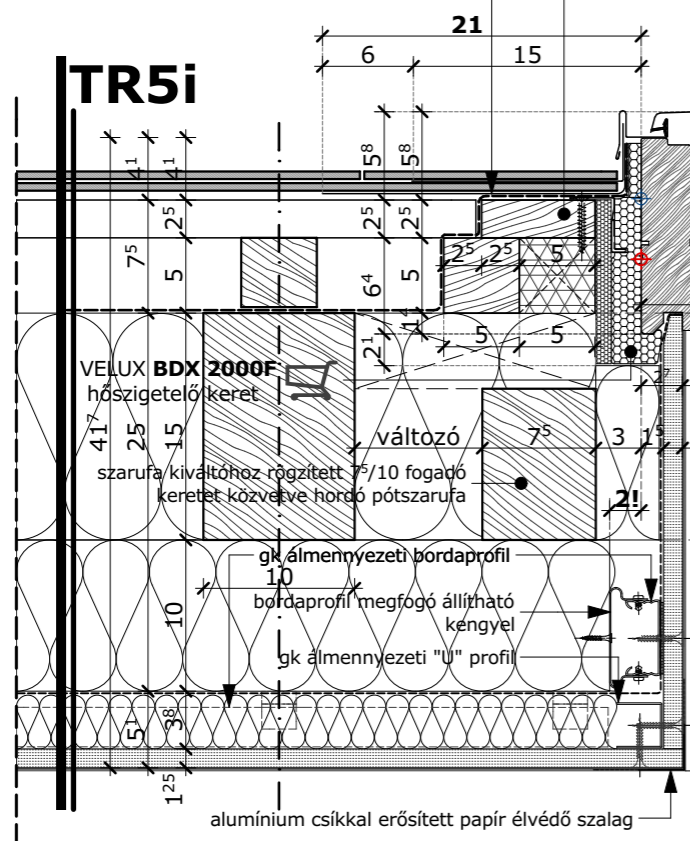 21
6 15
TR5i
4¹ 4¹ 5⁸ 5⁸
2⁵ 2⁵ 2⁵
7⁵ 5 6⁴ 5
2⁵ 2⁵ 5
1⁴
2¹ 5 5
VELUX BDX 2000F
hőszigetelő keret
2⁷
41⁷ 25 15
változó 7⁵ 3 1⁵
szarufa kiváltóhoz rögzített 7⁵/10 fogadó
keretet közvetve hordó pótszarufa
2!
gk álmennyezeti bordaprofil
10
bordaprofil megfogó állítható
kengyel
10
gk álmennyezeti "U" profil
5¹ 3⁸
1²⁵
alumínium csíkkal erősített papír élvédő szalag